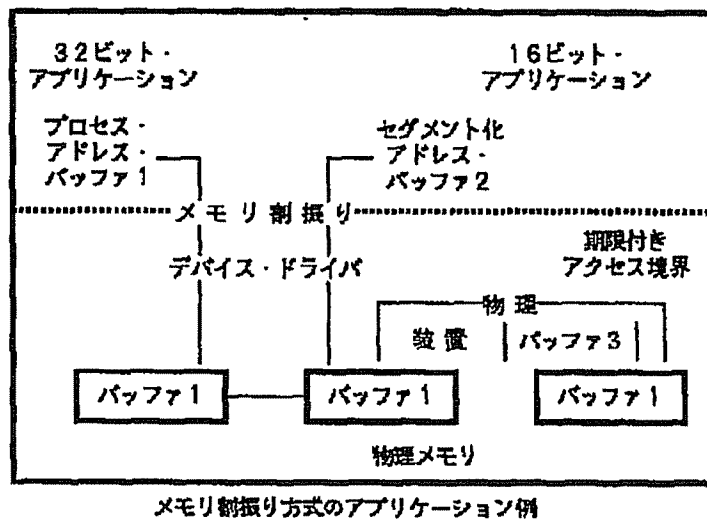 32ビット・
アプリケーション
16ビット・
アプリケーション
プロセス・
アドレス・
バッファ1
セグメント化
アドレス・
バッファ2
メモリ割振り
デバイス・ドライバ
期限付き
アクセス境界
物理
装置
バッファ3
バッファ1
バッファ1
バッファ1
物理メモリ
メモリ割振り方式のアプリケーション例